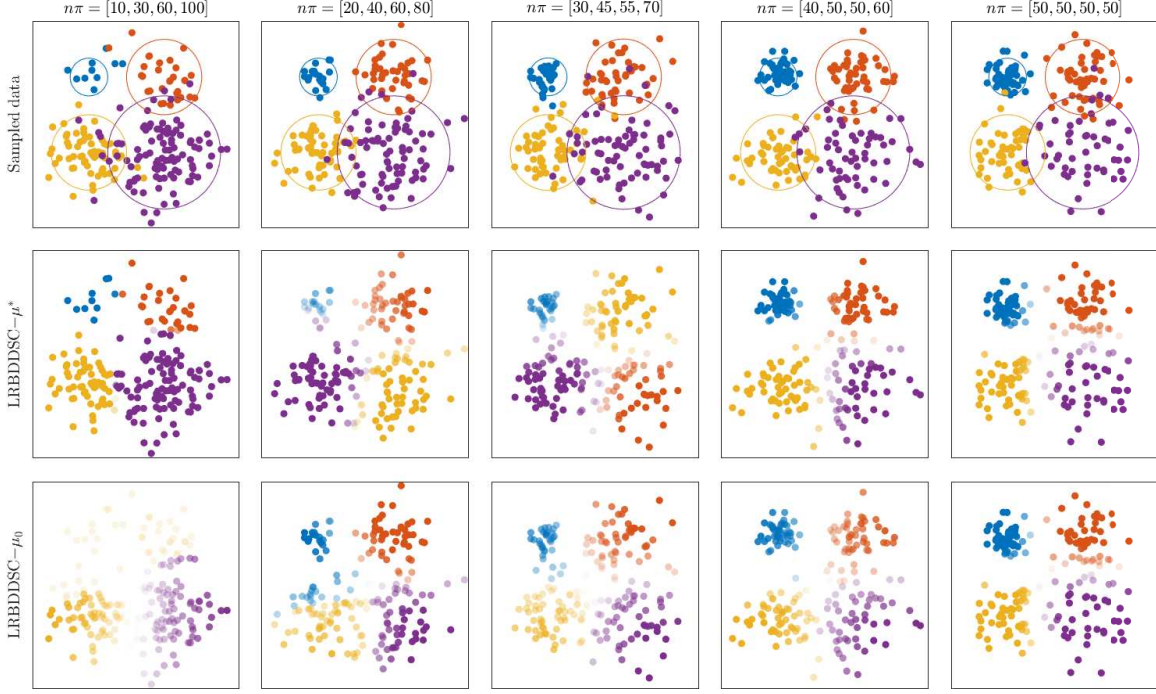 nπ = [10, 30, 60, 100]
nπ = [20, 40, 60, 80]
nπ = [30, 45, 55, 70]
nπ = [40, 50, 50, 60]
nπ = [50, 50, 50, 50]
Sampled data
LRBDDSC−μ*
LRBDDSC−μ₀